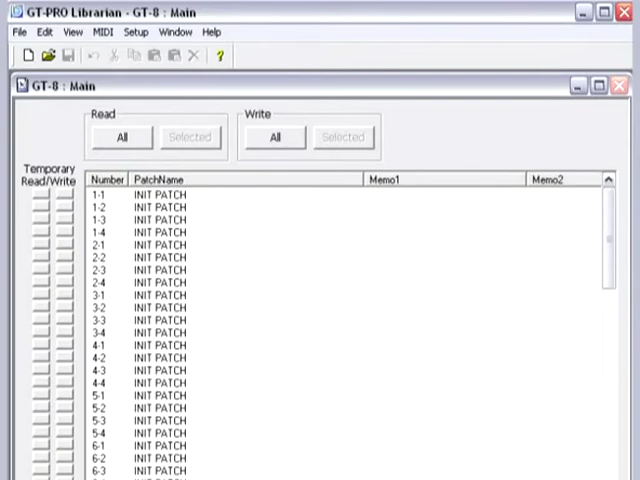 GT-PRO Librarian - GT-8 : Main
File Edit View MIDI Setup Window Help
GT-8 : Main
Read Write
All Selected All Selected
Temporary
Read/Write
Number PatchName Memo1 Memo2
1-1 INIT PATCH
1-2 INIT PATCH
1-3 INIT PATCH
1-4 INIT PATCH
2-1 INIT PATCH
2-2 INIT PATCH
2-3 INIT PATCH
2-4 INIT PATCH
3-1 INIT PATCH
3-2 INIT PATCH
3-3 INIT PATCH
3-4 INIT PATCH
4-1 INIT PATCH
4-2 INIT PATCH
4-3 INIT PATCH
4-4 INIT PATCH
5-1 INIT PATCH
5-2 INIT PATCH
5-3 INIT PATCH
5-4 INIT PATCH
6-1 INIT PATCH
6-2 INIT PATCH
6-3 INIT PATCH